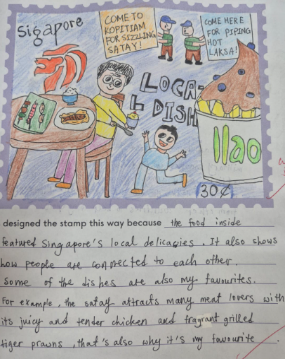 Singapore
COME TO
KOPITIAM
FOR SIZZLING
SATAY!
COME HERE
FOR PIPING
HOT
LAKSA!
LOCA-
L DISH
llao
30¢
designed the stamp this way because the food inside
featured Singapore's local delicacies. It also shows
how people are connected to each other.
Some of the dishes are also my favourites.
For example, the satay attracts many meat lovers with
its juicy and tender chicken and fragrant grilled
tiger prawns, that's also why it's my favourite